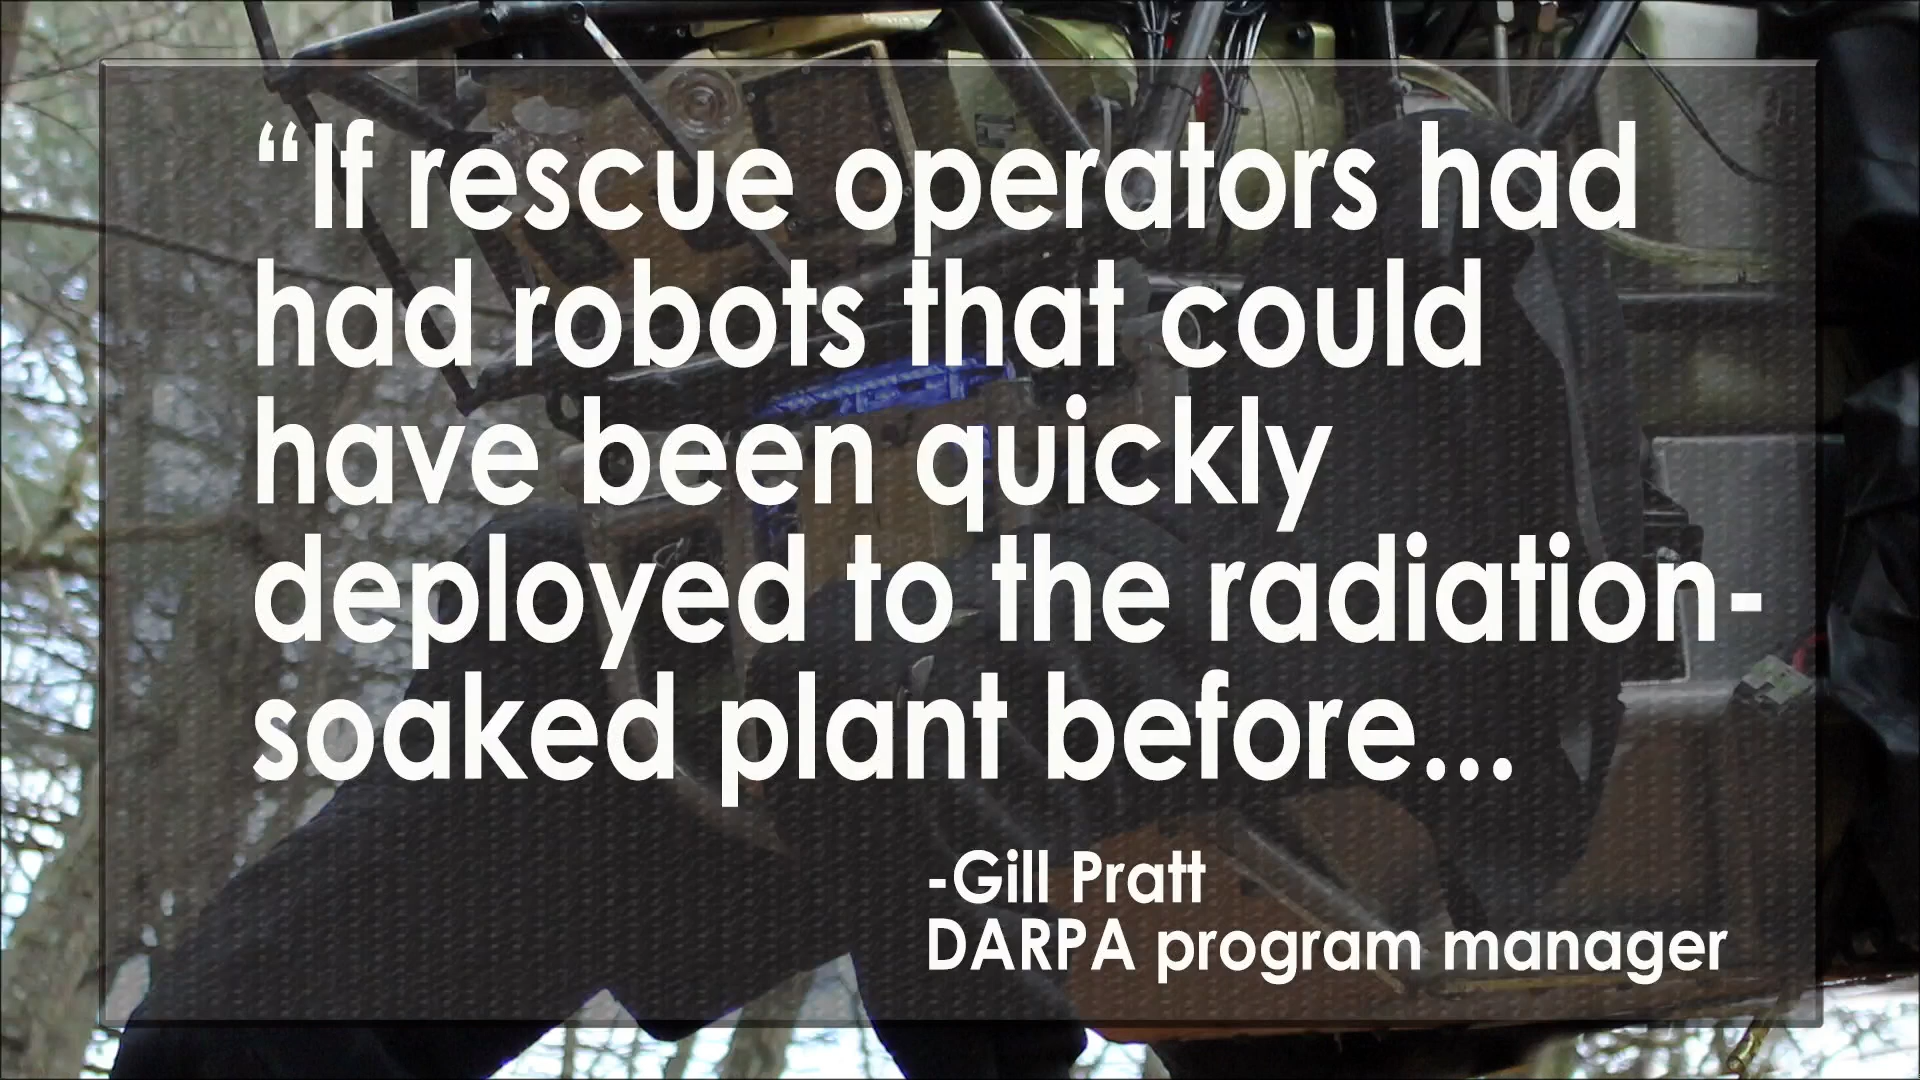 “If rescue operators had
had robots that could
have been quickly
deployed to the radiation-
soaked plant before...
-Gill Pratt
DARPA program manager